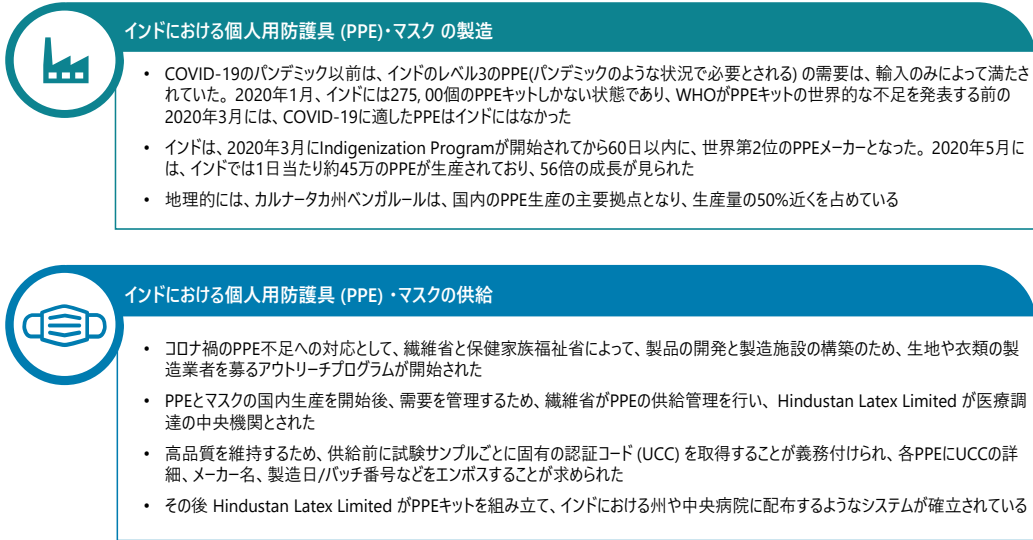 インドにおける個人用防護具 (PPE)・マスク の製造
• COVID-19のパンデミック以前は、インドのレベル3のPPE(パンデミックのような状況で必要とされる) の需要は、輸入のみによって満たさ
れていた。2020年1月、インドには275, 00個のPPEキットしかない状態であり、WHOがPPEキットの世界的な不足を発表する前の
2020年3月には、COVID-19に適したPPEはインドにはなかった
• インドは、2020年3月にIndigenization Programが開始されてから60日以内に、世界第2位のPPEメーカーとなった。2020年5月に
は、インドでは1日当たり約45万のPPEが生産されており、56倍の成長が見られた
• 地理的には、カルナータカ州ベンガルールは、国内のPPE生産の主要拠点となり、生産量の50%近くを占めている
インドにおける個人用防護具 (PPE) ・マスクの供給
• コロナ禍のPPE不足への対応として、繊維省と保健家族福祉省によって、製品の開発と製造施設の構築のため、生地や衣類の製
造業者を募るアウトリーチプログラムが開始された
• PPEとマスクの国内生産を開始後、需要を管理するため、繊維省がPPEの供給管理を行い、Hindustan Latex Limited が医療調
達の中央機関とされた
• 高品質を維持するため、供給前に試験サンプルごとに固有の認証コード (UCC) を取得することが義務付けられ、各PPEにUCCの詳
細、メーカー名、製造日/バッチ番号などをエンボスすることが求められた
• その後 Hindustan Latex Limited がPPEキットを組み立て、インドにおける州や中央病院に配布するようなシステムが確立されている